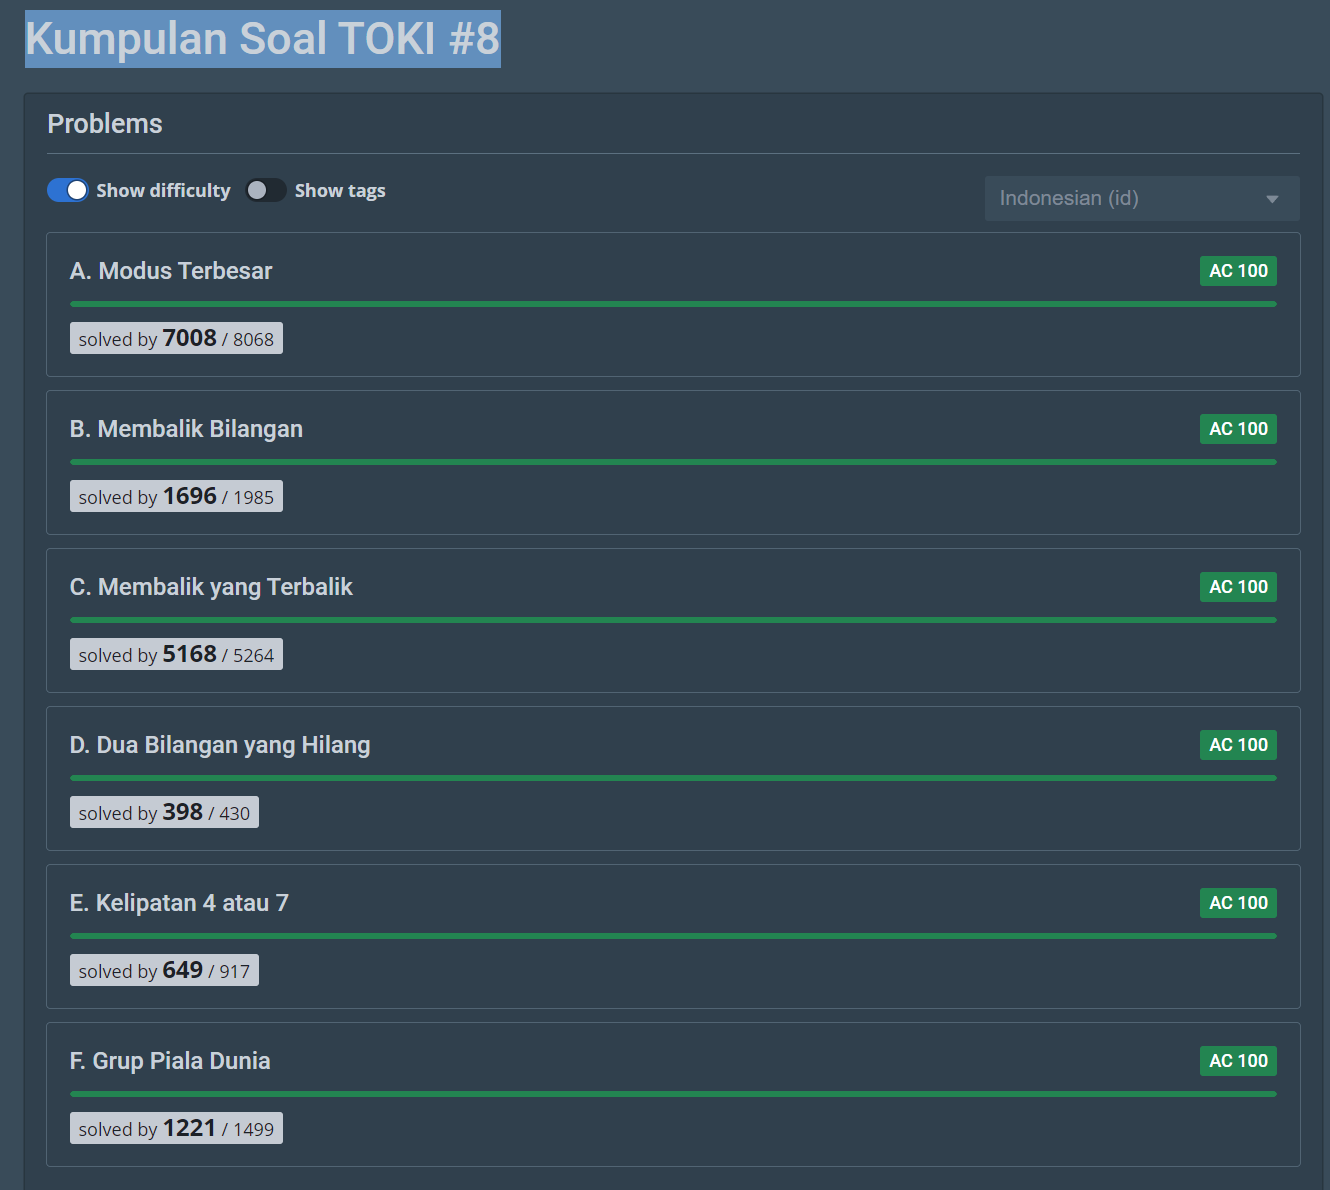 Kumpulan Soal TOKI #8
Problems
Show difficulty Show tags
Indonesian (id)
A. Modus Terbesar AC 100
solved by 7008 / 8068
B. Membalik Bilangan AC 100
solved by 1696 / 1985
C. Membalik yang Terbalik AC 100
solved by 5168 / 5264
D. Dua Bilangan yang Hilang AC 100
solved by 398 / 430
E. Kelipatan 4 atau 7 AC 100
solved by 649 / 917
F. Grup Piala Dunia AC 100
solved by 1221 / 1499